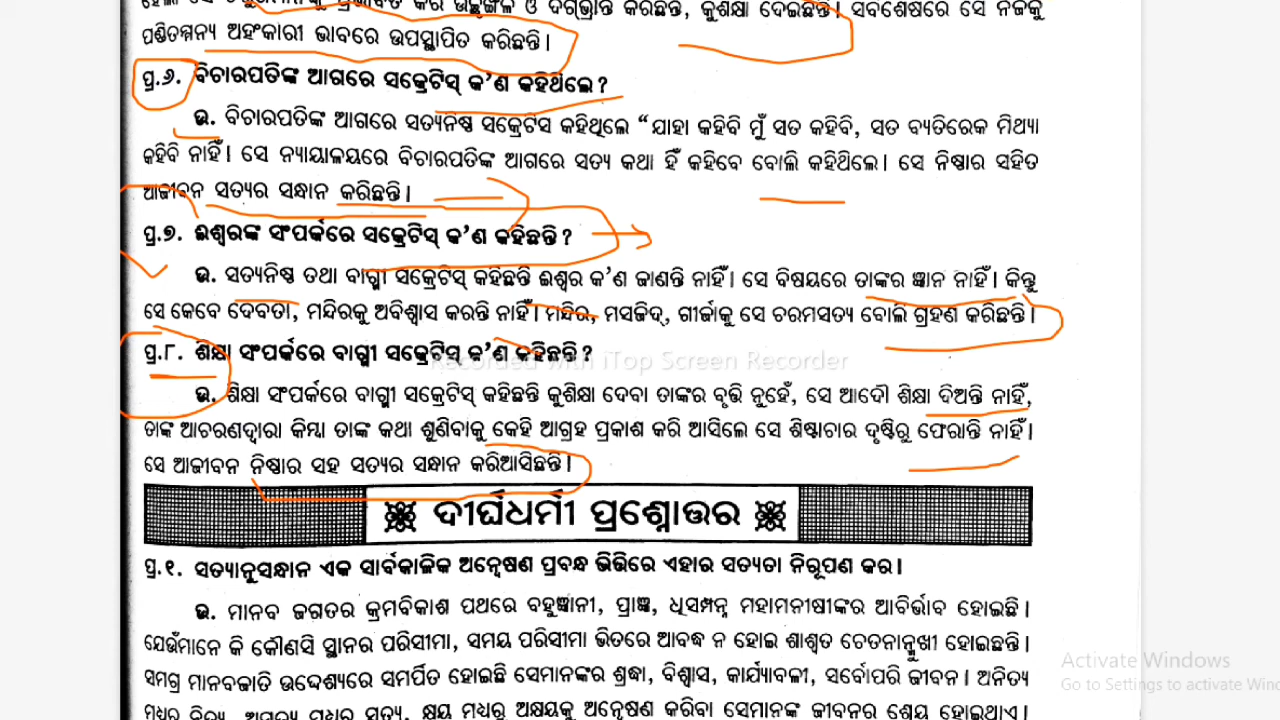 ପଣ୍ଡିତମ୍ମନ୍ୟ ଅହଂକାରୀ ଭାବରେ ଉପସ୍ଥାପିତ କରିଛନ୍ତି।
ପ୍ର.୬. ବିଚାରପତିଙ୍କ ଆଗରେ ସକ୍ରେଟିସ୍ କ'ଣ କହିଥିଲେ ?
ଉ. ବିଚାରପତିଙ୍କ ଆଗରେ ସତ୍ୟନିଷ୍ଠ ସକ୍ରେଟିସ କହିଥିଲେ “ଯାହା କହିବି ମୁଁ ସତ କହିବି, ସତ ବ୍ୟତିରେକ ମିଥ୍ୟା
କହିବି ନାହିଁ। ସେ ନ୍ୟାୟାଳୟରେ ବିଚାରପତିଙ୍କ ଆଗରେ ସତ୍ୟ କଥା ହିଁ କହିବେ ବୋଲି କହିଥିଲେ। ସେ ନିଷ୍ଠାର ସହିତ
ଆଜୀବନ ସତ୍ୟର ସନ୍ଧାନ କରିଛନ୍ତି।
ପ୍ର.୭. ଈଶ୍ୱରଙ୍କ ସଂପର୍କରେ ସକ୍ରେଟିସ୍ କ'ଣ କହିଛନ୍ତି ?
ଉ. ସତ୍ୟନିଷ୍ଠ ତଥା ବାଗ୍ମୀ ସକ୍ରେଟିସ୍ କହିଛନ୍ତି ଈଶ୍ୱର କ'ଣ ଜାଣନ୍ତି ନାହିଁ। ସେ ବିଷୟରେ ତାଙ୍କର ଜ୍ଞାନ ନାହିଁ। କିନ୍ତୁ
ସେ କେବେ ଦେବତା, ମନ୍ଦିରକୁ ଅବିଶ୍ୱାସ କରନ୍ତି ନାହିଁ। ମନ୍ଦିର, ମସଜିଦ୍, ଗୀର୍ଜାକୁ ସେ ଚରମସତ୍ୟ ବୋଲି ଗ୍ରହଣ କରିଛନ୍ତି।
ପ୍ର.୮. ଶିକ୍ଷା ସଂପର୍କରେ ବାଗ୍ମୀ ସକ୍ରେଟିସ୍ କ'ଣ କହିଛନ୍ତି ?
Recorded with iTop Screen Recorder
ଉ. ଶିକ୍ଷା ସଂପର୍କରେ ବାଗ୍ମୀ ସକ୍ରେଟିସ୍ କହିଛନ୍ତି କୁଶିକ୍ଷା ଦେବା ତାଙ୍କର ବୃତ୍ତି ନୁହେଁ, ସେ ଆଦୌ ଶିକ୍ଷା ଦିଅନ୍ତି ନାହିଁ,
ତାଙ୍କ ଆଚରଣଦ୍ୱାରା କିମ୍ବା ତାଙ୍କ କଥା ଶୁଣିବାକୁ କେହି ଆଗ୍ରହ ପ୍ରକାଶ କରି ଆସିଲେ ସେ ଶିଷ୍ଟାଚାର ଦୃଷ୍ଟିରୁ ଫେରାନ୍ତି ନାହିଁ।
ସେ ଆଜୀବନ ନିଷ୍ଠାର ସହ ସତ୍ୟର ସନ୍ଧାନ କରିଆସିଛନ୍ତି।
ଦୀର୍ଘଧର୍ମୀ ପ୍ରଶ୍ନୋତ୍ତର
ପ୍ର.୧. ସତ୍ୟାନୁସନ୍ଧାନ ଏକ ସାର୍ବକାଳିକ ଅନ୍ୱେଷଣ ପ୍ରବନ୍ଧ ଭିତ୍ତିରେ ଏହାର ସତ୍ୟତା ନିରୂପଣ କର।
ଉ. ମାନବ ଜଗତର କ୍ରମବିକାଶ ପଥରେ ବହୁଜ୍ଞାନୀ, ପ୍ରାଜ୍ଞ, ଧୀସମ୍ପନ୍ନ ମହାମନୀଷୀଙ୍କର ଆବିର୍ଭାବ ହୋଇଛି।
ଯେଉଁମାନେ କି କୌଣସି ସ୍ଥାନର ପରିସୀମା, ସମୟ ପରିସୀମା ଭିତରେ ଆବଦ୍ଧ ନ ହୋଇ ଶାଶ୍ୱତ ଚେତନାନ୍ମୁଖୀ ହୋଇଛନ୍ତି।
ସମଗ୍ର ମାନବଜାତି ଉଦ୍ଦେଶ୍ୟରେ ସମର୍ପିତ ହୋଇଛି ସେମାନଙ୍କର ଶ୍ରଦ୍ଧା, ବିଶ୍ୱାସ, କାର୍ଯ୍ୟାବଳୀ, ସର୍ବୋପରି ଜୀବନ। ଅନିତ୍ୟ
Activate Windows
Go to Settings to activate